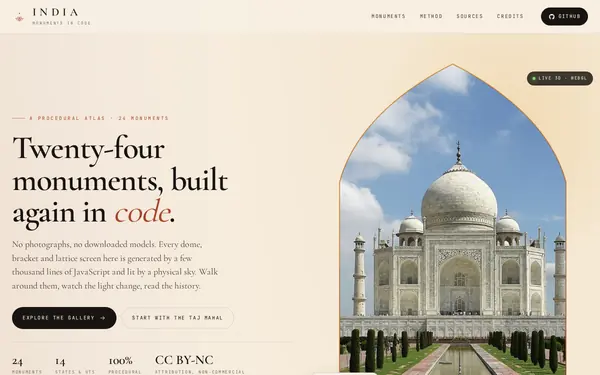 INDIA
MONUMENTS IN CODE
MONUMENTS METHOD SOURCES CREDITS GITHUB
LIVE 3D · WEBGL
A PROCEDURAL ATLAS · 24 MONUMENTS
Twenty-four
monuments, built
again in code.
No photographs, no downloaded models. Every dome,
bracket and lattice screen here is generated by a few
thousand lines of JavaScript and lit by a physical sky. Walk
around them, watch the light change, read the history.
EXPLORE THE GALLERY → START WITH THE TAJ MAHAL
24 14 100% CC BY-NC
MONUMENTS STATES & UTS PROCEDURAL ATTRIBUTION, NON-COMMERCIAL